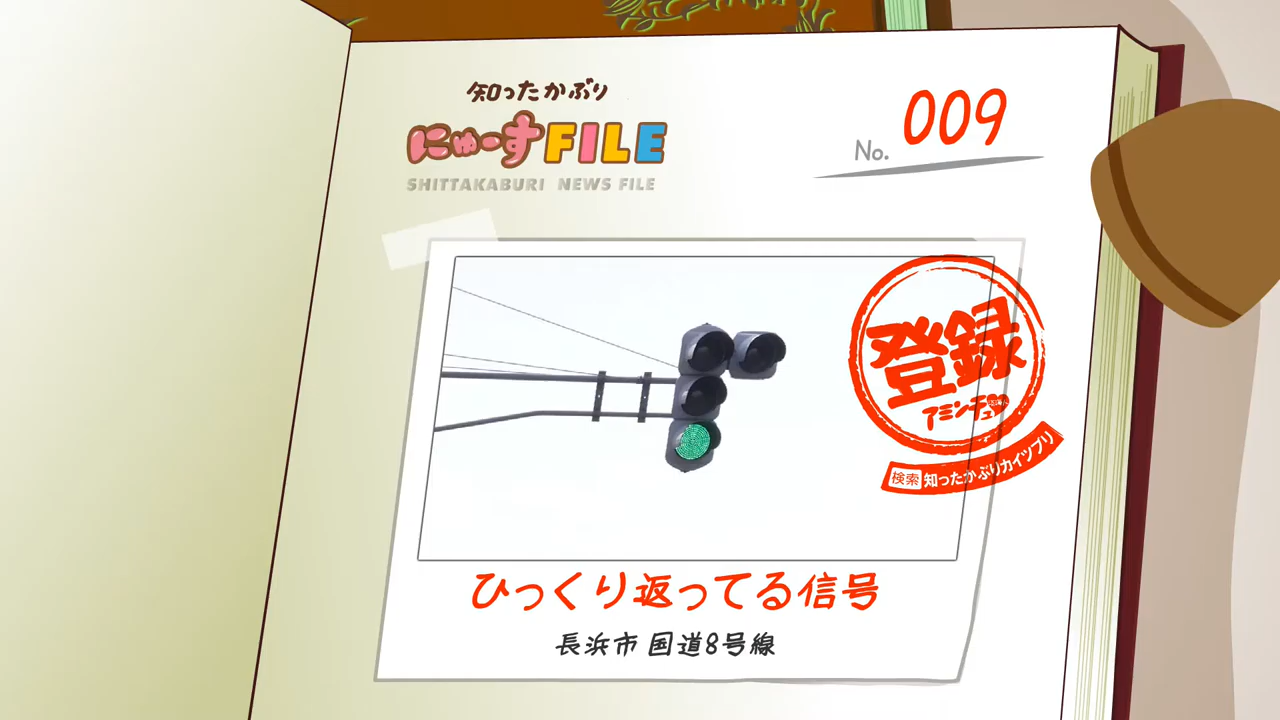 知ったかぶり
にゅーすFILE
SHITTAKABURI NEWS FILE
No. 009
登録
アミンチュ
検索 知ったかぶりカイツブリ
ひっくり返ってる信号
長浜市 国道8号線